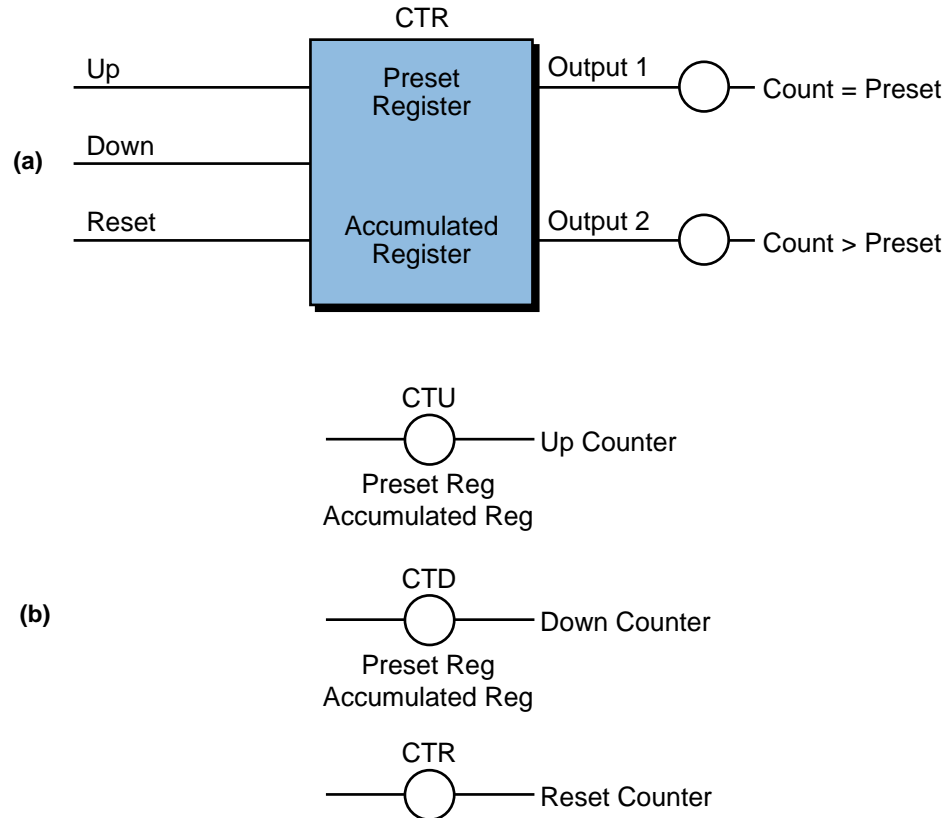 CTR
Up
Preset
Register
Output 1
Count = Preset
(a)
Down
Reset
Accumulated
Register
Output 2
Count > Preset
CTU
Up Counter
Preset Reg
Accumulated Reg
(b)
CTD
Down Counter
Preset Reg
Accumulated Reg
CTR
Reset Counter